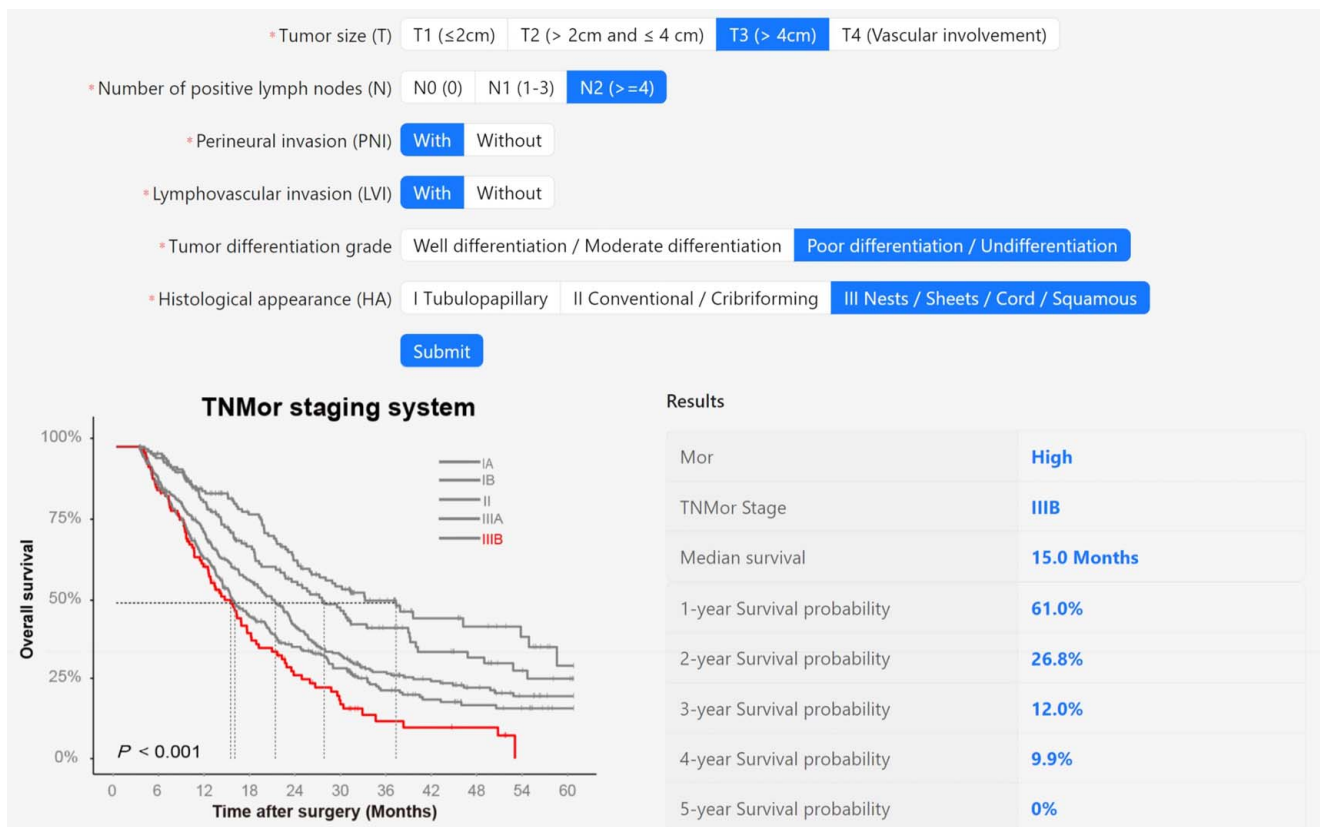 * Tumor size (T) T1 (≤2cm) T2 (> 2cm and ≤ 4 cm) T3 (> 4cm) T4 (Vascular involvement)
* Number of positive lymph nodes (N) N0 (0) N1 (1-3) N2 (>=4)
* Perineural invasion (PNI) With Without
* Lymphovascular invasion (LVI) With Without
* Tumor differentiation grade Well differentiation / Moderate differentiation Poor differentiation / Undifferentiation
* Histological appearance (HA) I Tubulopapillary II Conventional / Cribriforming III Nests / Sheets / Cord / Squamous
Submit
TNMor staging system
Overall survival
100%
75%
50%
25%
0%
IA
IB
II
IIIA
IIIB
P < 0.001
0 6 12 18 24 30 36 42 48 54 60
Time after surgery (Months)
Results
Mor High
TNMor Stage IIIB
Median survival 15.0 Months
1-year Survival probability 61.0%
2-year Survival probability 26.8%
3-year Survival probability 12.0%
4-year Survival probability 9.9%
5-year Survival probability 0%